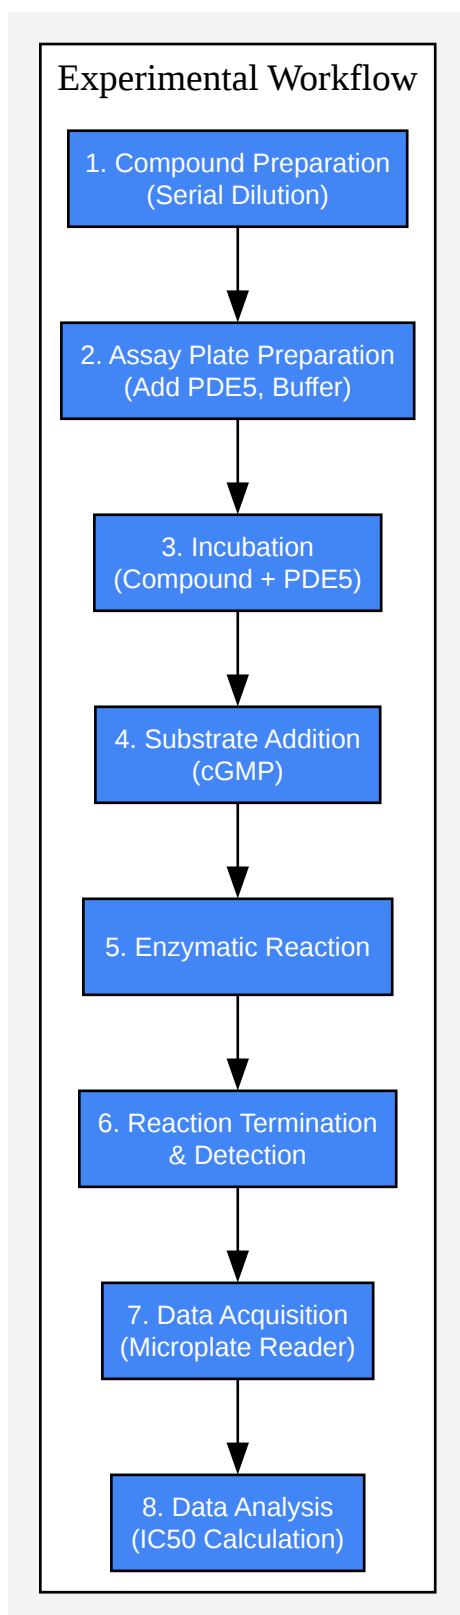 Experimental Workflow
1. Compound Preparation
(Serial Dilution)
2. Assay Plate Preparation
(Add PDE5, Buffer)
3. Incubation
(Compound + PDE5)
4. Substrate Addition
(cGMP)
5. Enzymatic Reaction
6. Reaction Termination
& Detection
7. Data Acquisition
(Microplate Reader)
8. Data Analysis
(IC50 Calculation)